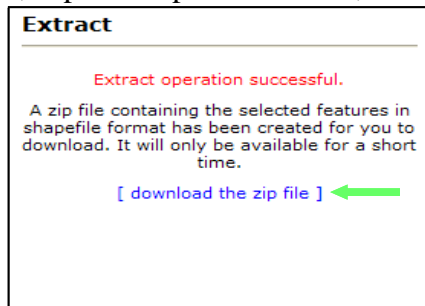 Extract
Extract operation successful.
A zip file containing the selected features in
shapefile format has been created for you to
download. It will only be available for a short
time.
[ download the zip file ]